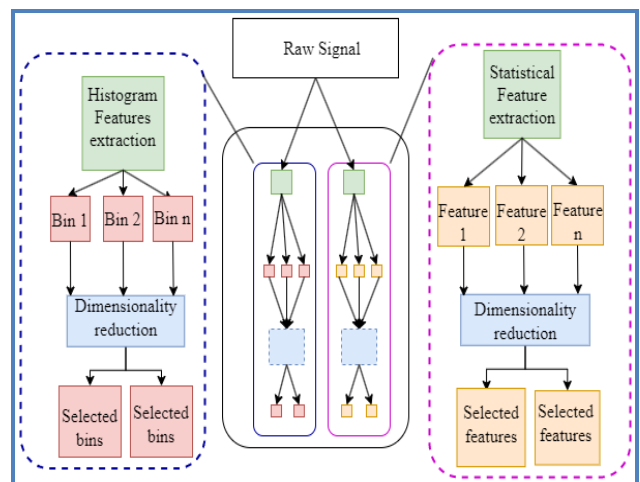 Raw Signal
Histogram
Features
extraction
Bin 1
Bin 2
Bin n
Dimensionality
reduction
Selected
bins
Selected
bins
Statistical
Feature
extraction
Feature
1
Feature
2
Feature
n
Dimensionality
reduction
Selected
features
Selected
features